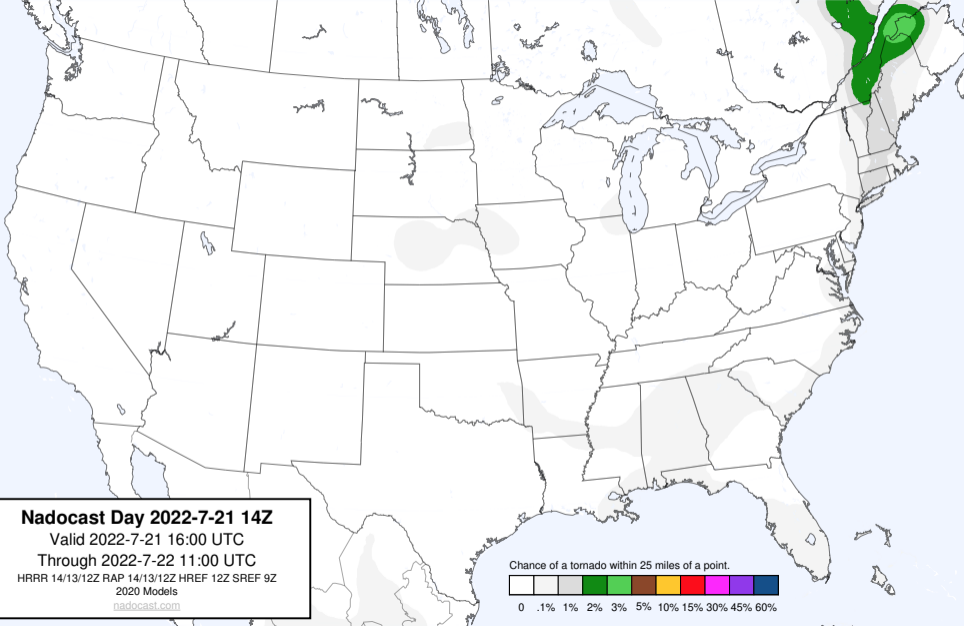 Nadocast Day 2022-7-21 14Z
Valid 2022-7-21 16:00 UTC
Through 2022-7-22 11:00 UTC
HRRR 14/13/12Z RAP 14/13/12Z HREF 12Z SREF 9Z
2020 Models
nadocast.com
Chance of a tornado within 25 miles of a point.
0 .1% 1% 2% 3% 5% 10% 15% 30% 45% 60%